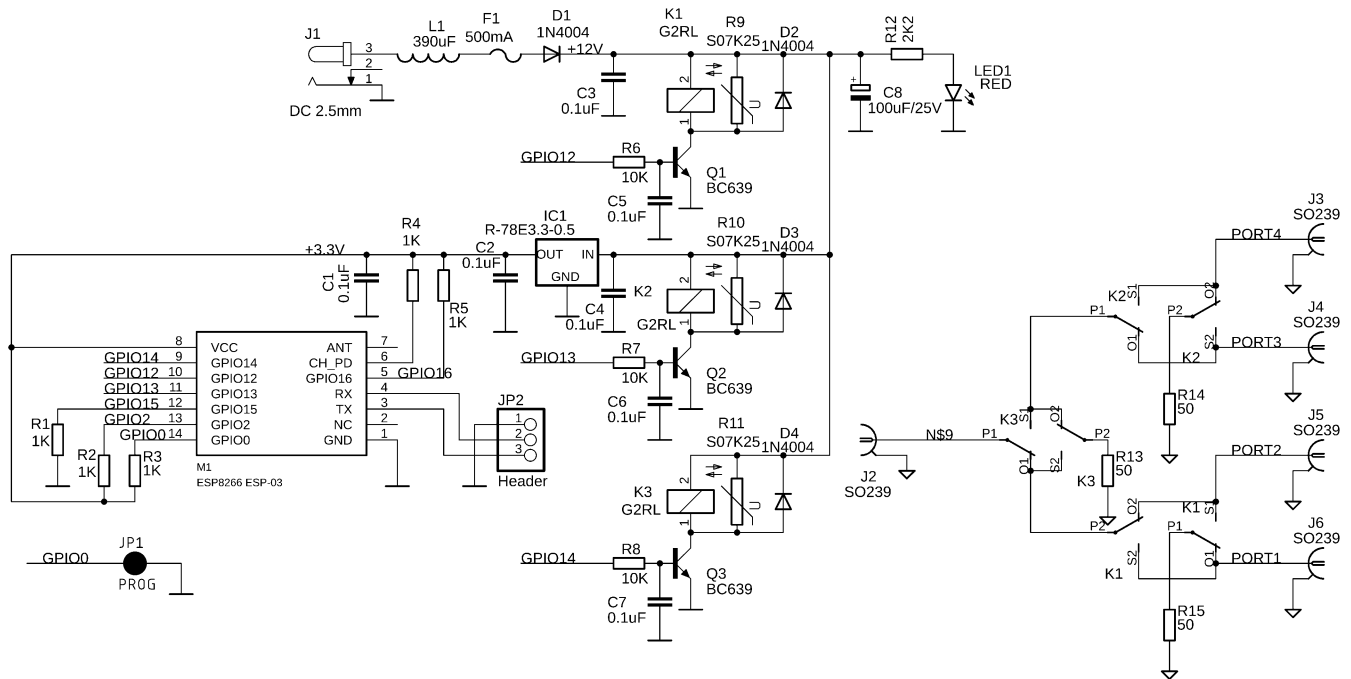 J1
3
2
1
DC 2.5mm
L1
390uF
F1
500mA
D1
1N4004
+12V
C3
0.1uF
K1
G2RL
2
1
R9
S07K25
U
D2
1N4004
R12
2K2
C8
100uF/25V
+
LED1
RED
GPIO12
R6
10K
C5
0.1uF
Q1
BC639
+3.3V
C1
0.1uF
R4
1K
R5
1K
C2
0.1uF
IC1
R-78E3.3-0.5
OUT
IN
GND
C4
0.1uF
K2
G2RL
2
1
R10
S07K25
U
D3
1N4004
GPIO13
R7
10K
C6
0.1uF
Q2
BC639
GPIO14
GPIO12
GPIO13
GPIO15
GPIO2
GPIO0
8
9
10
11
12
13
14
VCC
GPIO14
GPIO12
GPIO13
GPIO15
GPIO2
GPIO0
ANT
CH_PD
GPIO16
RX
TX
NC
GND
7
6
5
4
3
2
1
GPIO16
M1
ESP8266 ESP-03
R1
1K
R2
1K
R3
1K
JP2
1
2
3
Header
K3
G2RL
2
1
R11
S07K25
U
D4
1N4004
GPIO14
R8
10K
C7
0.1uF
Q3
BC639
GPIO0
JP1
PROG
J2
SO239
N$9
K3
P1
S1
O1
O2
S2
P2
R13
50
K3
K2
P1
S1
O1
P2
O2
S2
K2
R14
50
P2
O2
S2
K1
K1
P1
S1
O1
R15
50
PORT4
J3
SO239
PORT3
J4
SO239
PORT2
J5
SO239
PORT1
J6
SO239